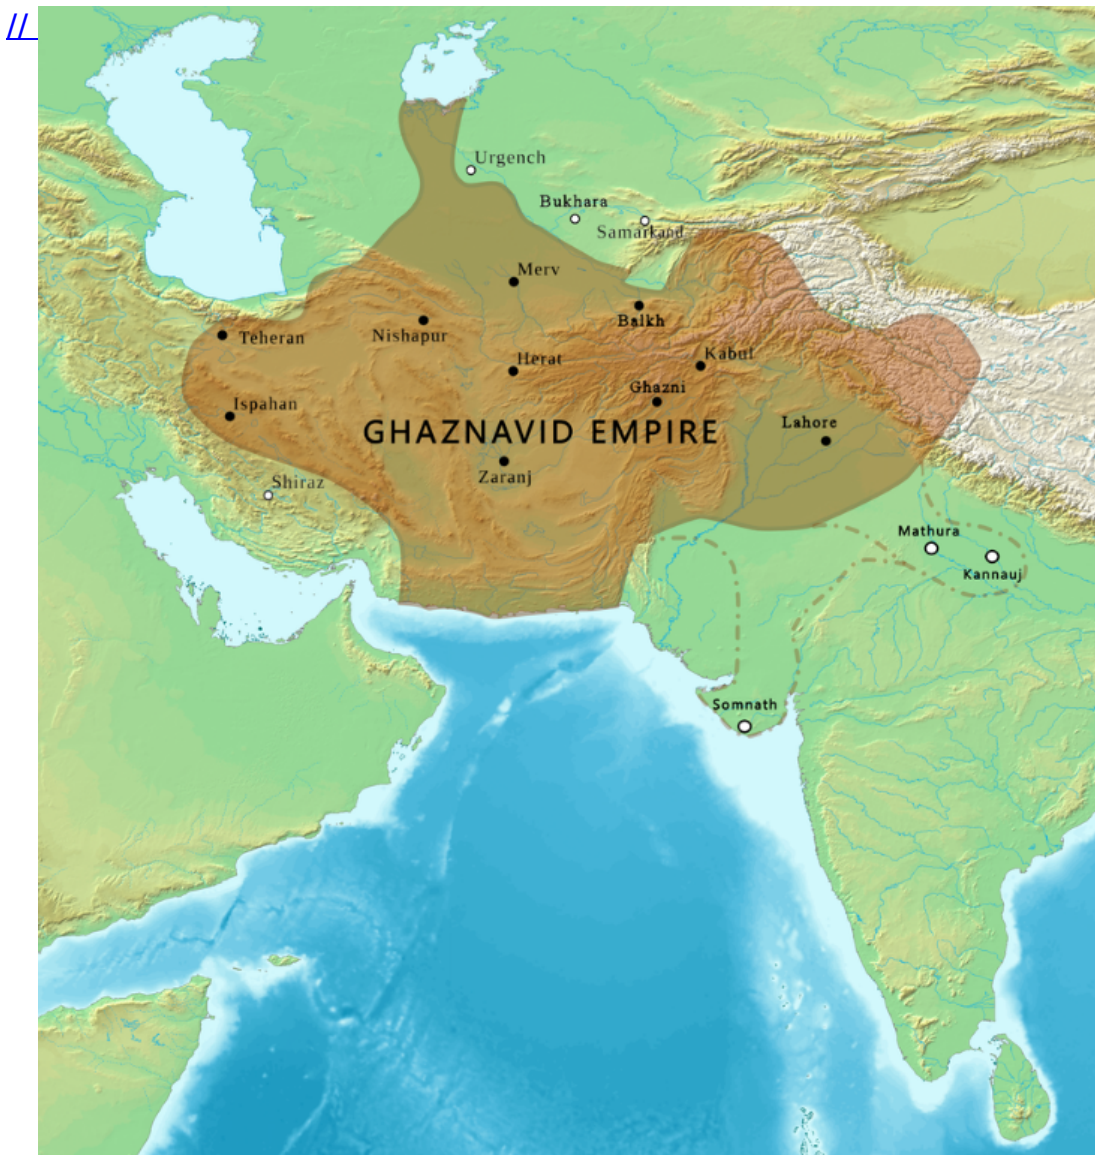 //
Urgench
Bukhara
Samarkand
Merv
Balkh
Teheran
Nishapur
Herat
Kabul
Ghazni
Ispahan
Lahore
GHAZNAVID EMPIRE
Zaranj
Shiraz
Mathura
Kannauj
Somnath